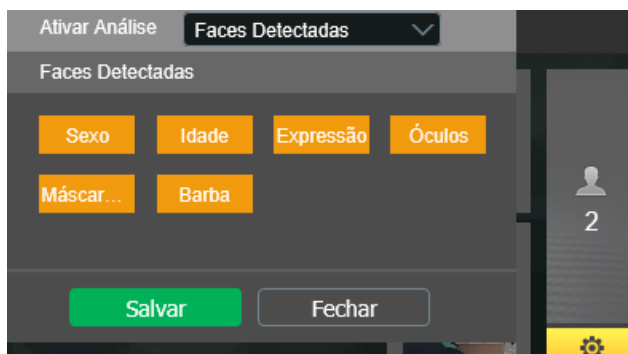 Ativar Análise Faces Detectadas
Faces Detectadas
Sexo Idade Expressão Óculos
Máscar... Barba
2
Salvar Fechar